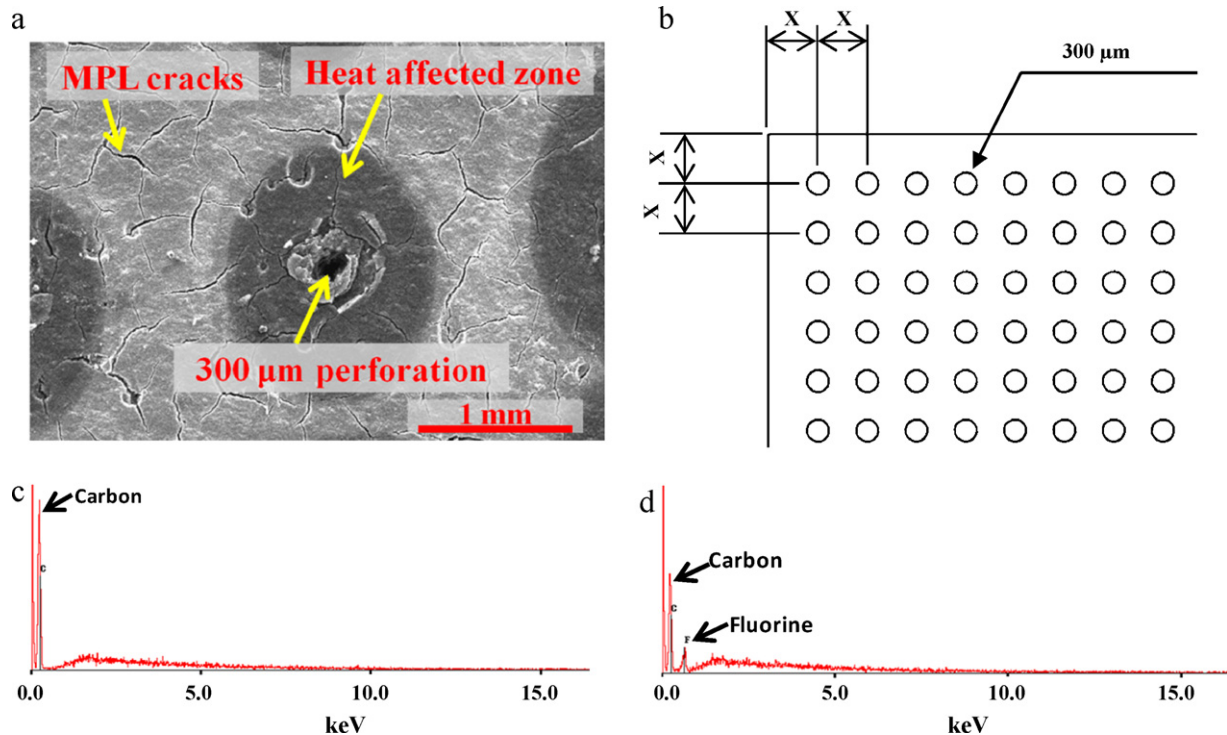 a
MPL cracks
Heat affected zone
300 µm perforation
1 mm
b
X
X
300 µm
X
X
c
Carbon
C
0.0
5.0
10.0
15.0
keV
d
Carbon
C
F
Fluorine
0.0
5.0
10.0
15.0
keV